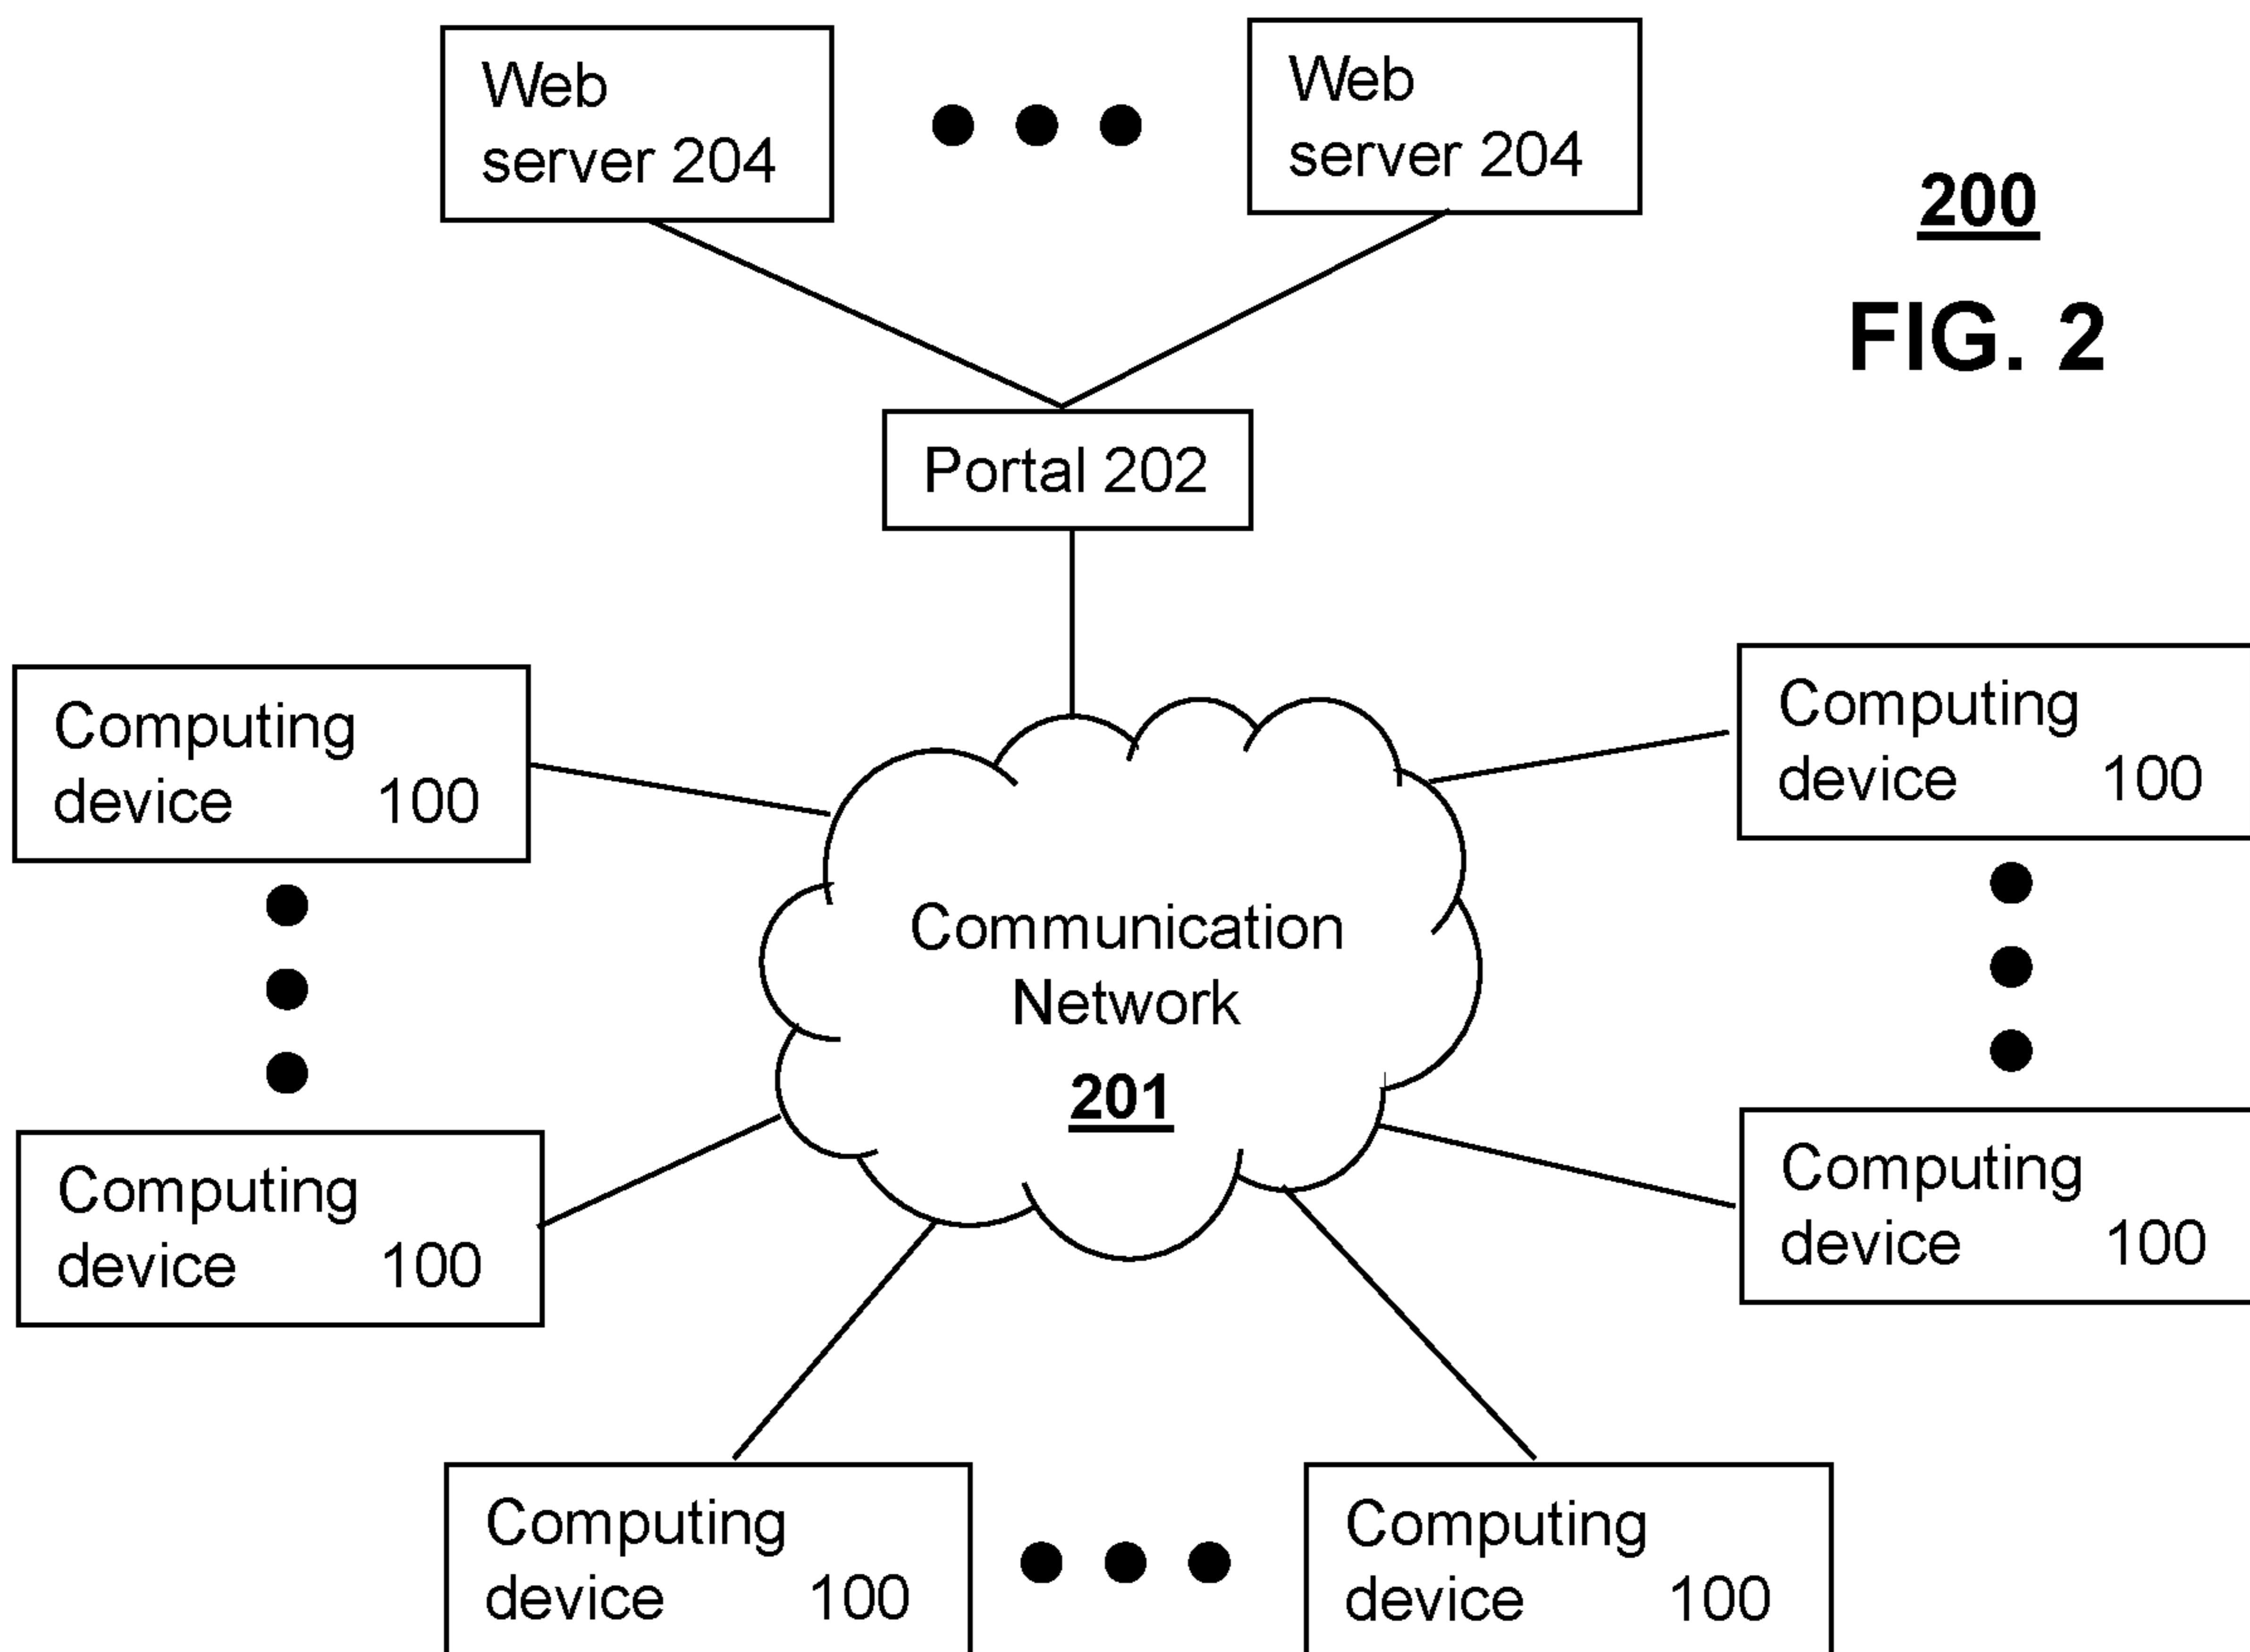 Web
server 204
Web
server 204
200
FIG. 2
Portal 202
Computing
device 100
Computing
device 100
Communication
Network
201
Computing
device 100
Computing
device 100
Computing
device 100
Computing
device 100